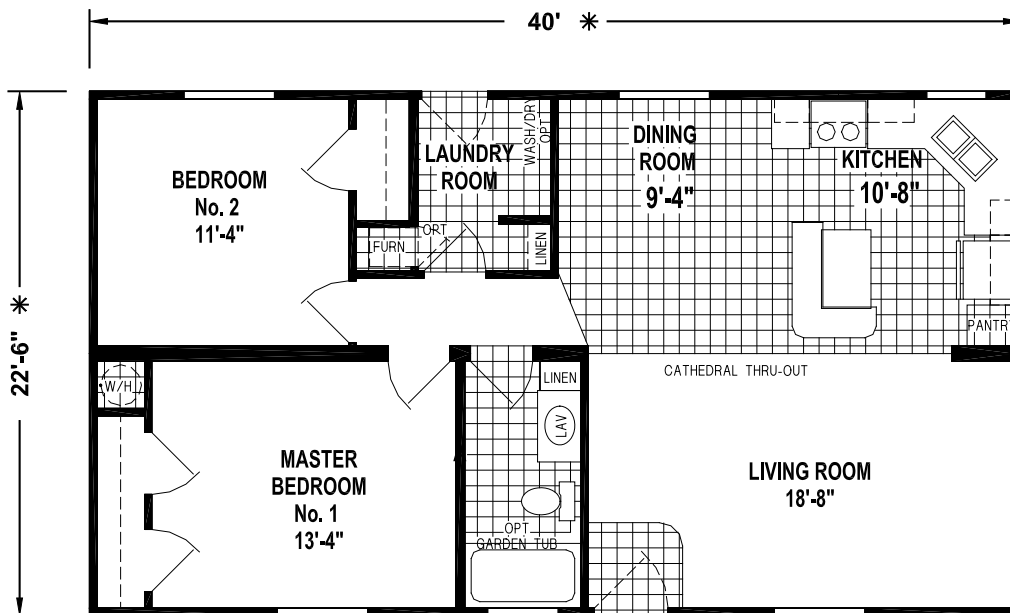 40' ✳
22'-6" ✳
BEDROOM
No. 2
11'-4"
LAUNDRY
ROOM
WASH/DRY
OPT
DINING
ROOM
9'-4"
KITCHEN
10'-8"
FURN
OPT
LINEN
PANTRY
W/H
LINEN
CATHEDRAL THRU-OUT
LAV
MASTER
BEDROOM
No. 1
13'-4"
LIVING ROOM
18'-8"
OPT
GARDEN TUB